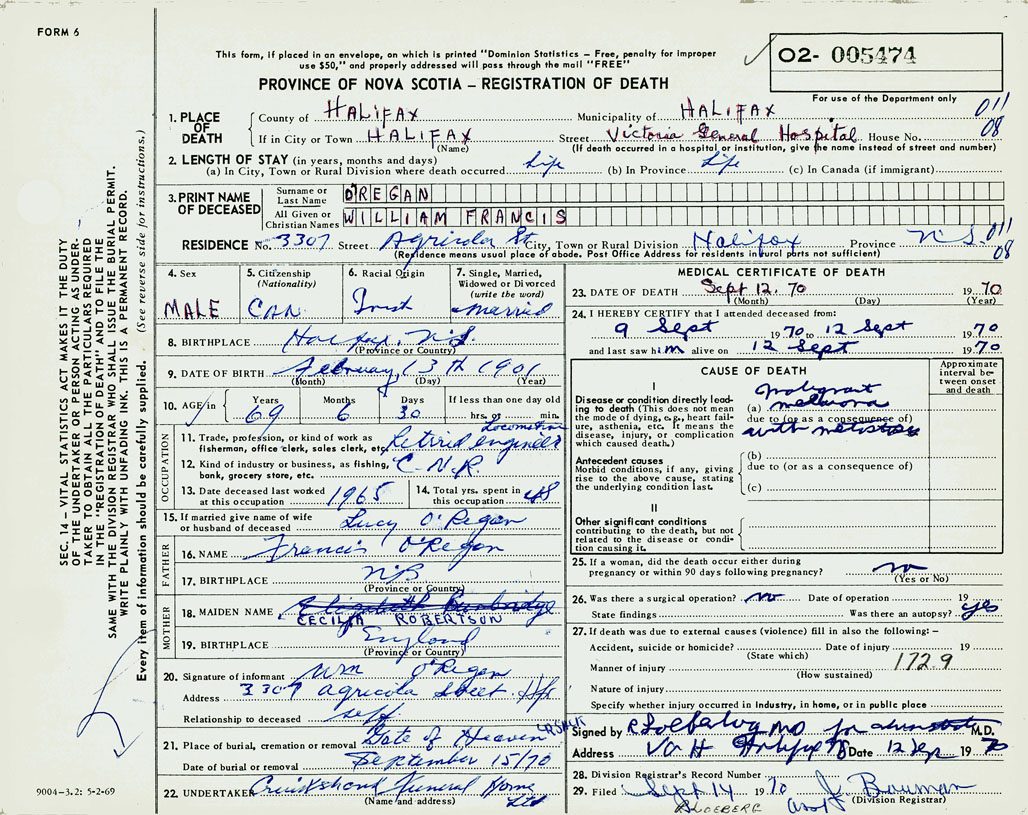 FORM 6
This form, if placed in an envelope, on which is printed "Dominion Statistics – Free, penalty for improper
use $50," and properly addressed will pass through the mail "FREE"
O2- 005474
PROVINCE OF NOVA SCOTIA – REGISTRATION OF DEATH
For use of the Department only
1. PLACE OF DEATH
County of HALIFAX Municipality of HALIFAX 011
If in City or Town HALIFAX Street Victoria General Hospital House No. 08
(Name) (If death occurred in a hospital or institution, give the name instead of street and number)
2. LENGTH OF STAY (in years, months and days)
(a) In City, Town or Rural Division where death occurred Life (b) In Province Life (c) In Canada (if immigrant)
3. PRINT NAME OF DECEASED
Surname or Last Name O'REGAN
All Given or Christian Names WILLIAM FRANCIS
RESIDENCE No. 3307 Street Agricola St City, Town or Rural Division Halifax Province N.S. 011
(Residence means usual place of abode. Post Office Address for residents in rural parts not sufficient) 08
4. Sex
MALE
5. Citizenship (Nationality)
CAN
6. Racial Origin
Irish
7. Single, Married, Widowed or Divorced (write the word)
married
8. BIRTHPLACE Halifax, N.S.
(Province or Country)
9. DATE OF BIRTH February 13th 1901
(Month) (Day) (Year)
10. AGE in Years Months Days If less than one day old
69 6 30 hrs. or min.
OCCUPATION
11. Trade, profession, or kind of work as fisherman, office clerk, sales clerk, etc. Retired Locomotive engineer
12. Kind of industry or business, as fishing, bank, grocery store, etc. C.N.R.
13. Date deceased last worked at this occupation 1965
14. Total yrs. spent in this occupation 48
15. If married give name of wife or husband of deceased Lucy O'Regan
FATHER
16. NAME Francis O'Regan
17. BIRTHPLACE NS
(Province or Country)
MOTHER
18. MAIDEN NAME Elizabeth
CECILIA ROBERTSON
19. BIRTHPLACE England
(Province or Country)
20. Signature of informant Wm O'Regan
Address 3307 Agricola Street Hfx
Relationship to deceased self
21. Place of burial, cremation or removal Gate of Heaven
Date of burial or removal September 15/70
22. UNDERTAKER Cruikshank Funeral Home Ltd
(Name and address)
MEDICAL CERTIFICATE OF DEATH
23. DATE OF DEATH Sept 12, 70 1970
(Month) (Day) (Year)
24. I HEREBY CERTIFY that I attended deceased from:
9 Sept 1970 to 12 Sept 1970
and last saw him alive on 12 Sept 1970
CAUSE OF DEATH
Approximate interval between onset and death
I
Disease or condition directly leading to death (This does not mean the mode of dying, e.g., heart failure, asthenia, etc. It means the disease, injury, or complication which caused death.)
(a) malignant melanoma
due to (or as a consequence of)
with
Antecedent causes
Morbid conditions, if any, giving rise to the above cause, stating the underlying condition last.
(b)
due to (or as a consequence of)
(c)
II
Other significant conditions
contributing to the death, but not related to the disease or condition causing it.
25. If a woman, did the death occur either during pregnancy or within 90 days following pregnancy? no
(Yes or No)
26. Was there a surgical operation? no Date of operation 19
State findings Was there an autopsy? yes
27. If death was due to external causes (violence) fill in also the following: –
Accident, suicide or homicide? Date of injury 19
(State which)
Manner of injury 1729
(How sustained)
Nature of injury
Specify whether injury occurred in Industry, in home, or in public place
Signed by M.D.
Address VGH Halifax Date 12 Sep 1970
28. Division Registrar's Record Number
29. Filed Sept 14 1970 J. Bauman
(Division Registrar)
R BLOEBERG
SEC. 14 – VITAL STATISTICS ACT MAKES IT THE DUTY
OF THE UNDERTAKER OR PERSON ACTING AS UNDER-
TAKER TO OBTAIN ALL THE PARTICULARS REQUIRED
IN THE "REGISTRATION OF DEATH" AND TO FILE THE
SAME WITH THE DIVISION REGISTRAR WHO SHALL ISSUE THE BURIAL PERMIT.
WRITE PLAINLY WITH UNFADING INK. THIS IS A PERMANENT RECORD.
Every item of information should be carefully supplied. (See reverse side for instructions.)
9004–3.2: 5-2-69